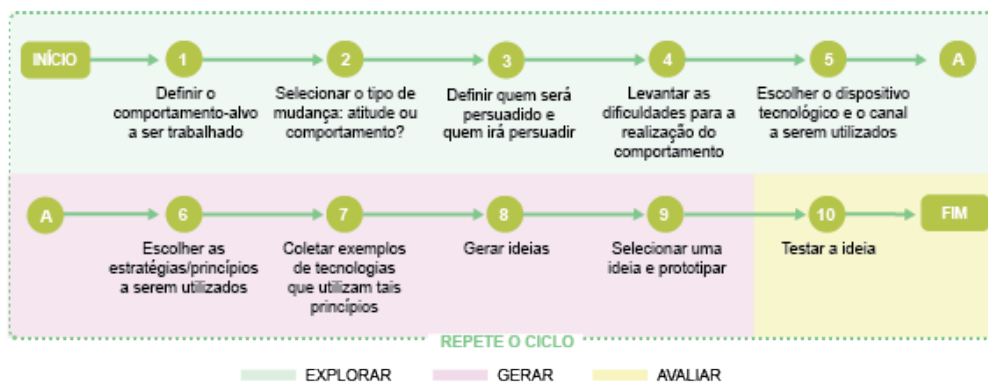 INÍCIO
1
2
3
4
5
A
Definir o
comportamento-alvo
a ser trabalhado
Selecionar o tipo de
mudança: atitude ou
comportamento?
Definir quem será
persuadido e
quem irá persuadir
Levantar as
dificuldades para a
realização do
comportamento
Escolher o dispositivo
tecnológico e o canal
a serem utilizados
A
6
7
8
9
10
FIM
Escolher as
estratégias/princípios
a serem utilizados
Coletar exemplos
de tecnologias
que utilizam tais
princípios
Gerar ideias
Selecionar uma
ideia e prototipar
Testar a ideia
REPETE O CICLO
EXPLORAR
GERAR
AVALIAR